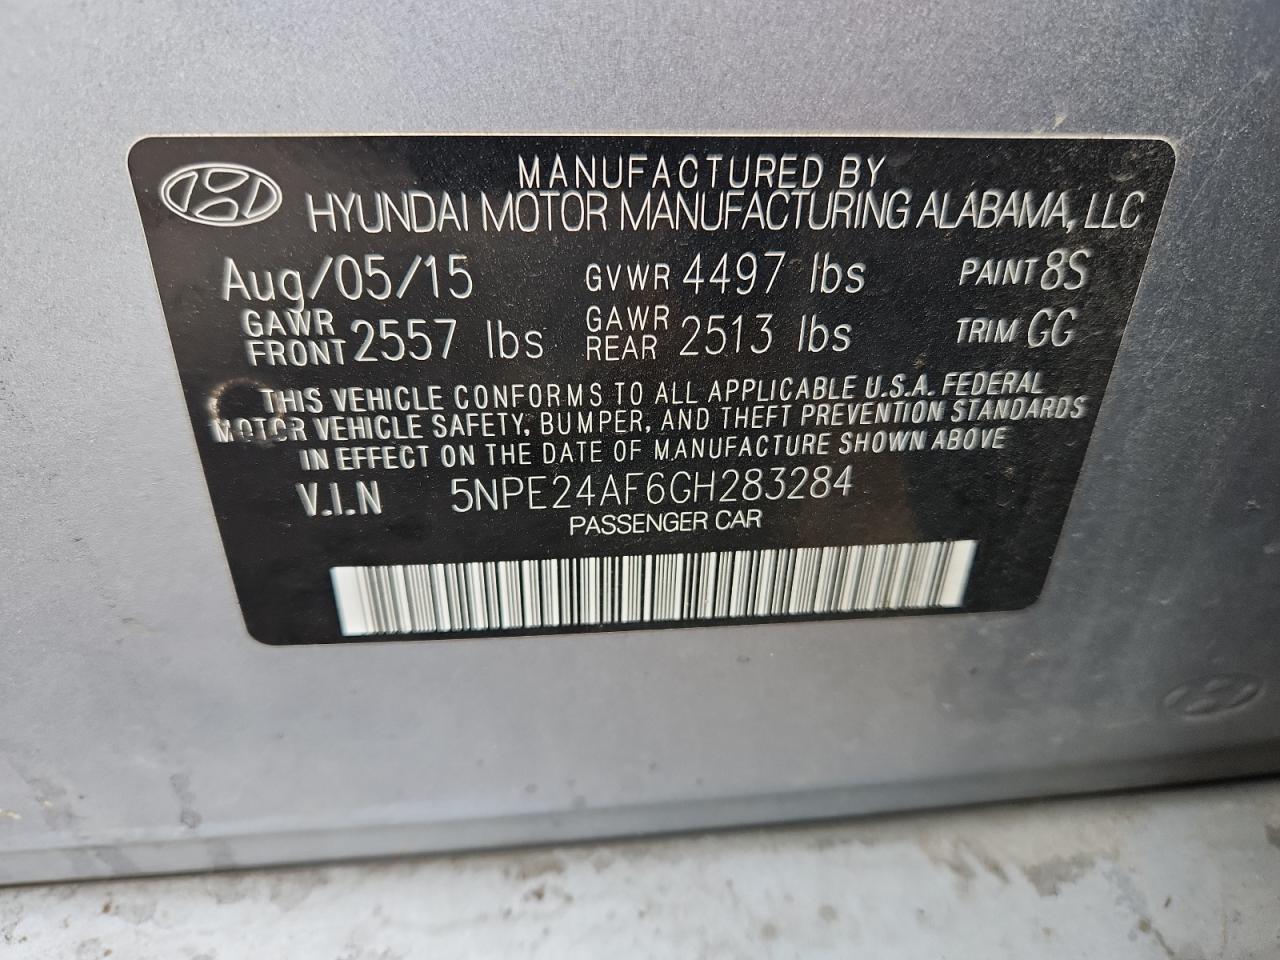 MANUFACTURED BY
HYUNDAI MOTOR MANUFACTURING ALABAMA, LLC
Aug/05/15 GVWR 4497 lbs PAINT 8S
GAWR FRONT 2557 lbs GAWR REAR 2513 lbs TRIM GG
THIS VEHICLE CONFORMS TO ALL APPLICABLE U.S.A. FEDERAL
MOTOR VEHICLE SAFETY, BUMPER, AND THEFT PREVENTION STANDARDS
IN EFFECT ON THE DATE OF MANUFACTURE SHOWN ABOVE
V.I.N 5NPE24AF6GH283284
PASSENGER CAR